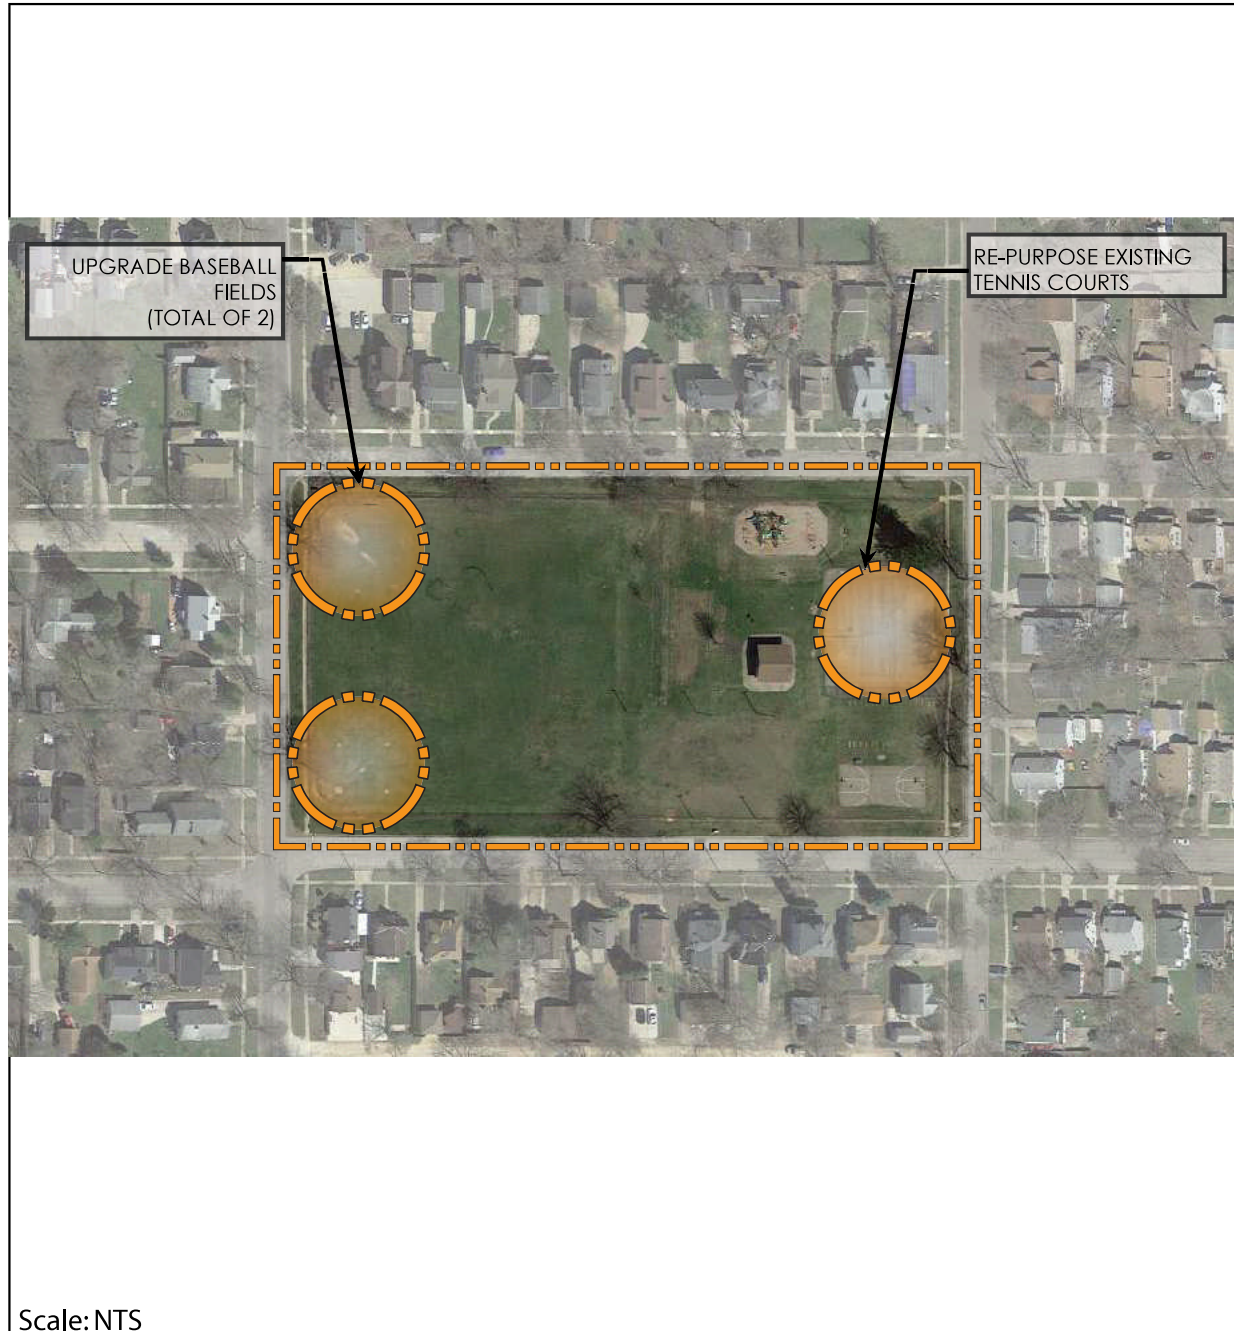 UPGRADE BASEBALL
FIELDS
(TOTAL OF 2)
RE-PURPOSE EXISTING
TENNIS COURTS
Scale: NTS